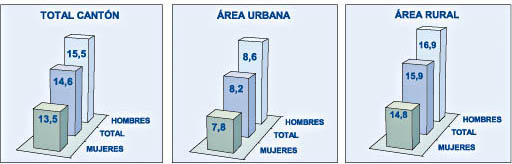 TOTAL CANTÓN
15,5
14,6
13,5
HOMBRES
TOTAL
MUJERES
ÁREA URBANA
8,6
8,2
7,8
HOMBRES
TOTAL
MUJERES
ÁREA RURAL
16,9
15,9
14,8
HOMBRES
TOTAL
MUJERES